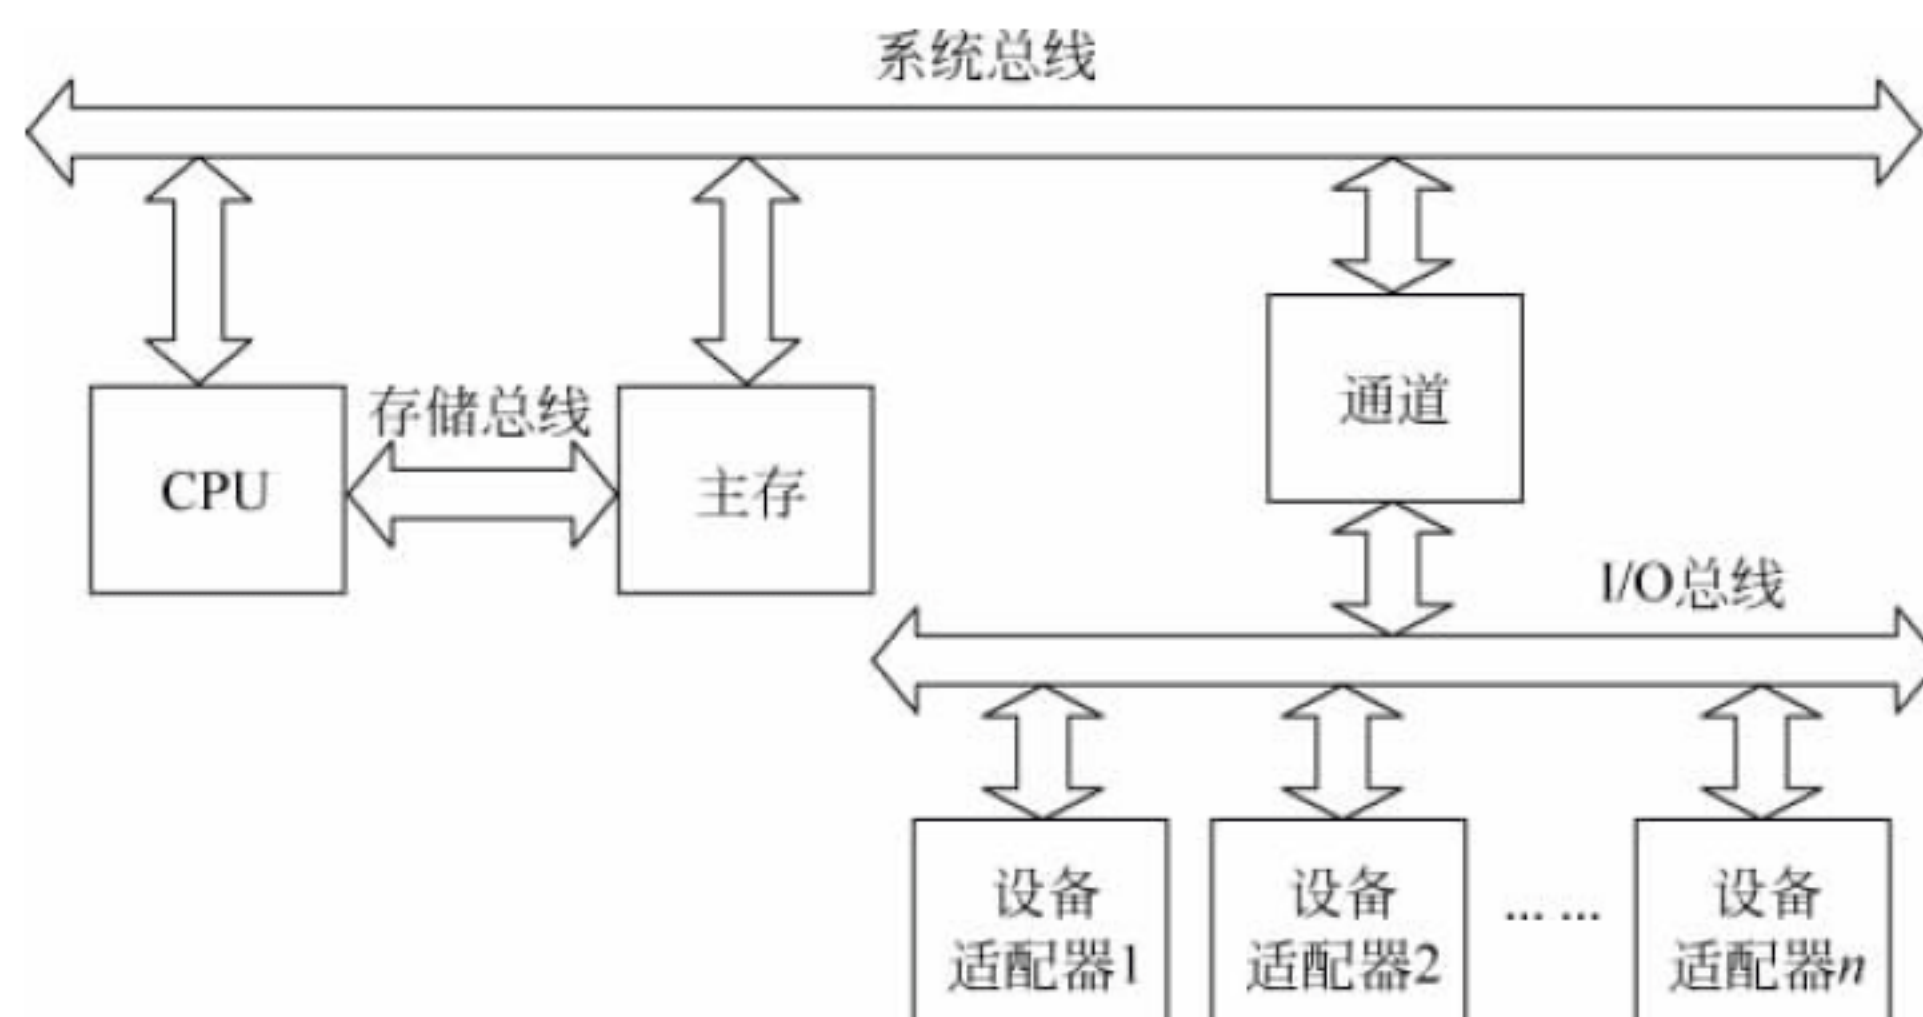 系统总线
存储总线
CPU
主存
通道
I/O总线
设备
适配器1
设备
适配器2
... ...
设备
适配器n